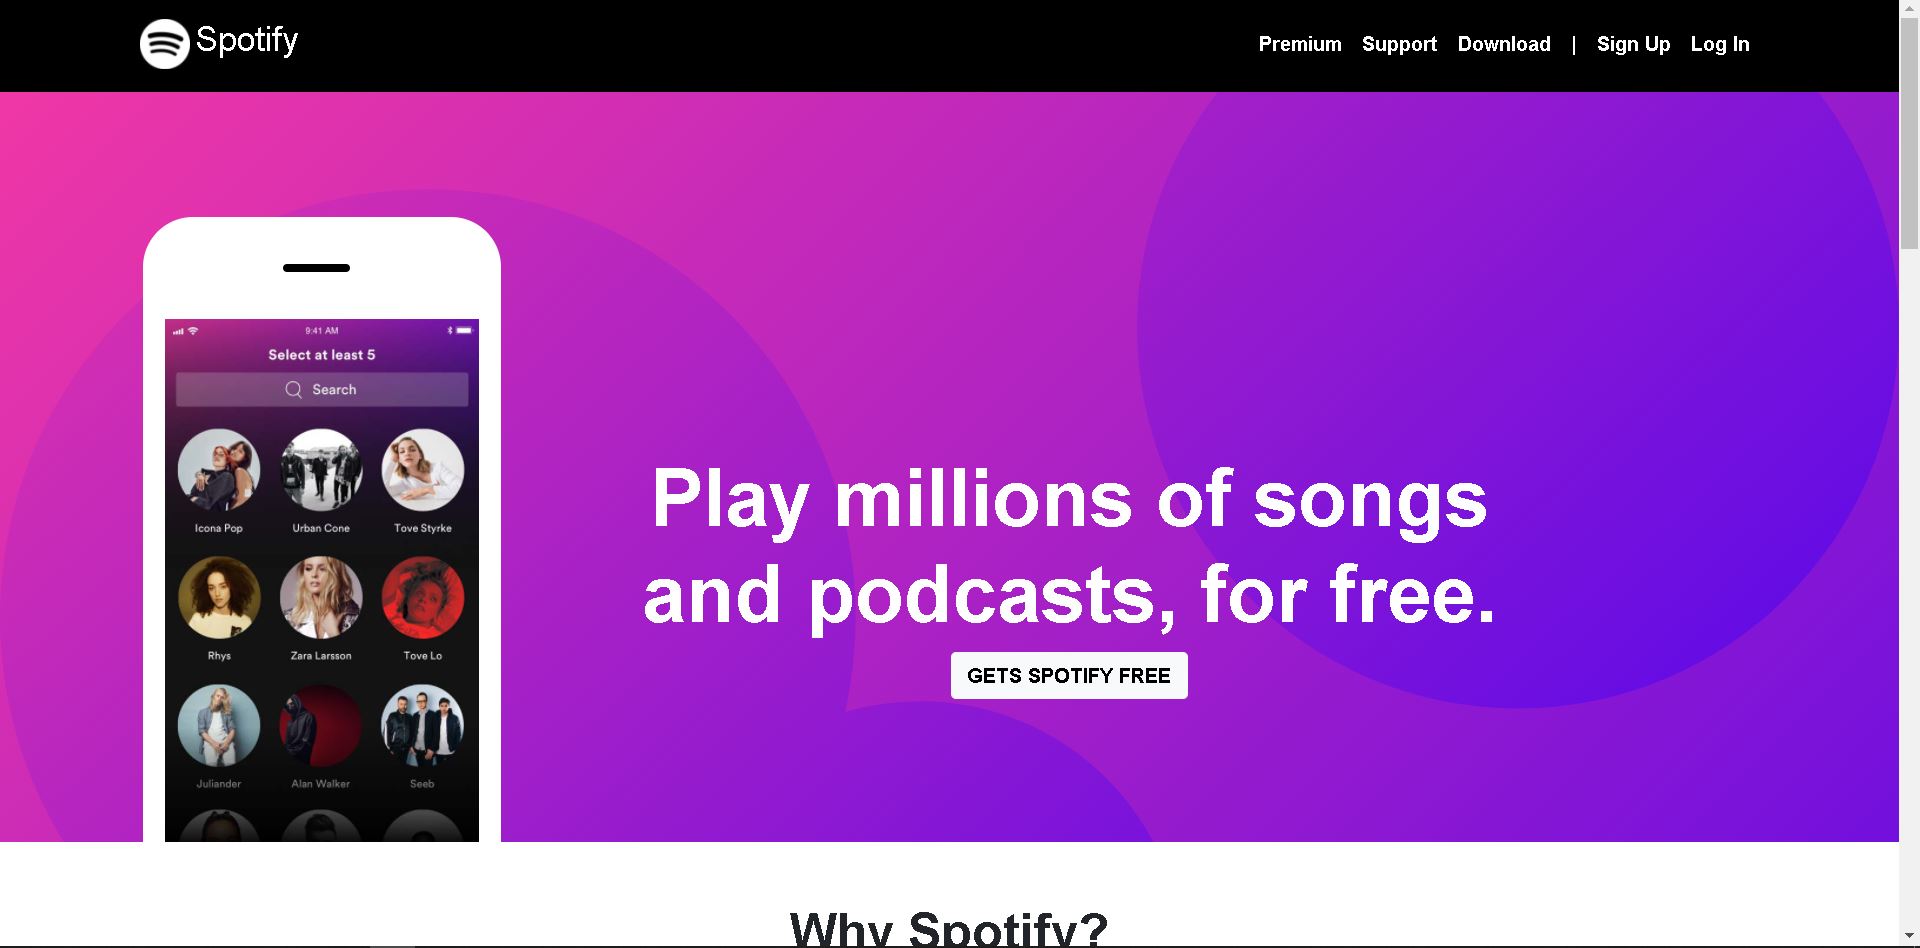 Spotify
Premium Support Download | Sign Up Log In
9:41 AM
Select at least 5
Search
Icona Pop Urban Cone Tove Styrke
Rhys Zara Larsson Tove Lo
Juliander Alan Walker Seeb
Play millions of songs
and podcasts, for free.
GETS SPOTIFY FREE
Why Spotify?